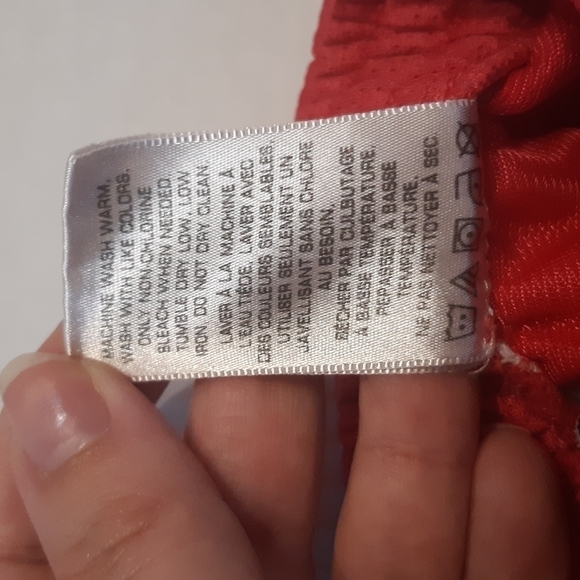 MACHINE WASH WARM,
WASH WITH LIKE COLORS.
ONLY NON-CHLORINE
BLEACH WHEN NEEDED
TUMBLE DRY LOW, LOW
IRON DO NOT DRY CLEAN
LAVER À LA MACHINE À
L'EAU TIEDE, LAVER AVEC
DES COULEURS SEMBLABLES.
UTILISER SEULEMENT UN
JAVELLISANT SANS CHLORE
AU BESOIN.
SÉCHER PAR CULBUTAGE
À BASSE TEMPÉRATURE.
REPASSER À BASSE
TEMPÉRATURE.
NE PAS NETTOYER À SEC.